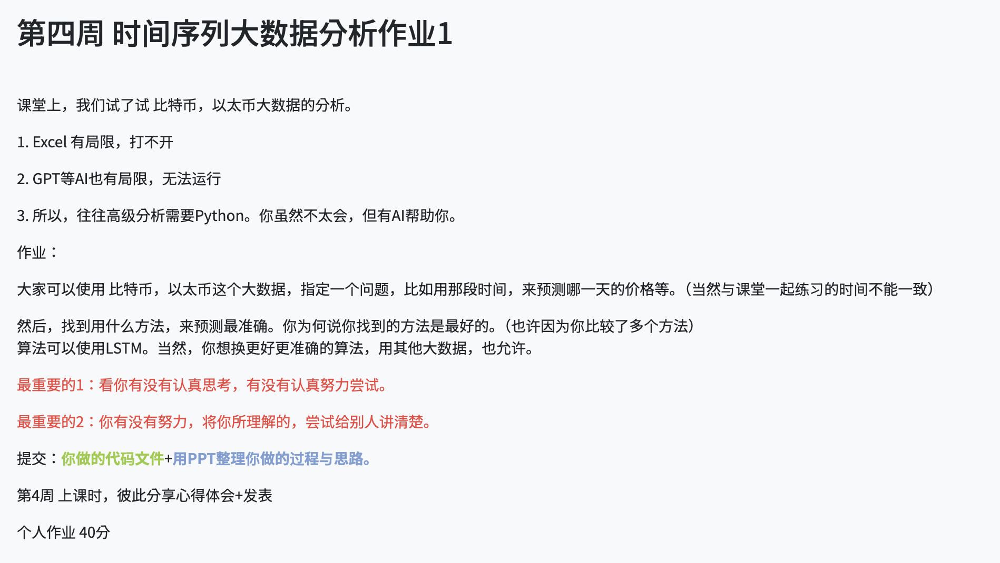 第四周 时间序列大数据分析作业1
课堂上，我们试了试 比特币，以太币大数据的分析。
1. Excel 有局限，打不开
2. GPT等AI也有局限，无法运行
3. 所以，往往高级分析需要Python。你虽然不太会，但有AI帮助你。
作业：
大家可以使用 比特币，以太币这个大数据，指定一个问题，比如用那段时间，来预测哪一天的价格等。（当然与课堂一起练习的时间不能一致）
然后，找到用什么方法，来预测最准确。你为何说你找到的方法是最好的。（也许因为你比较了多个方法）
算法可以使用LSTM。当然，你想换更好更准确的算法，用其他大数据，也允许。
最重要的1：看你有没有认真思考，有没有认真努力尝试。
最重要的2：你有没有努力，将你所理解的，尝试给别人讲清楚。
提交：你做的代码文件+用PPT整理你做的过程与思路。
第4周 上课时，彼此分享心得体会+发表
个人作业 40分